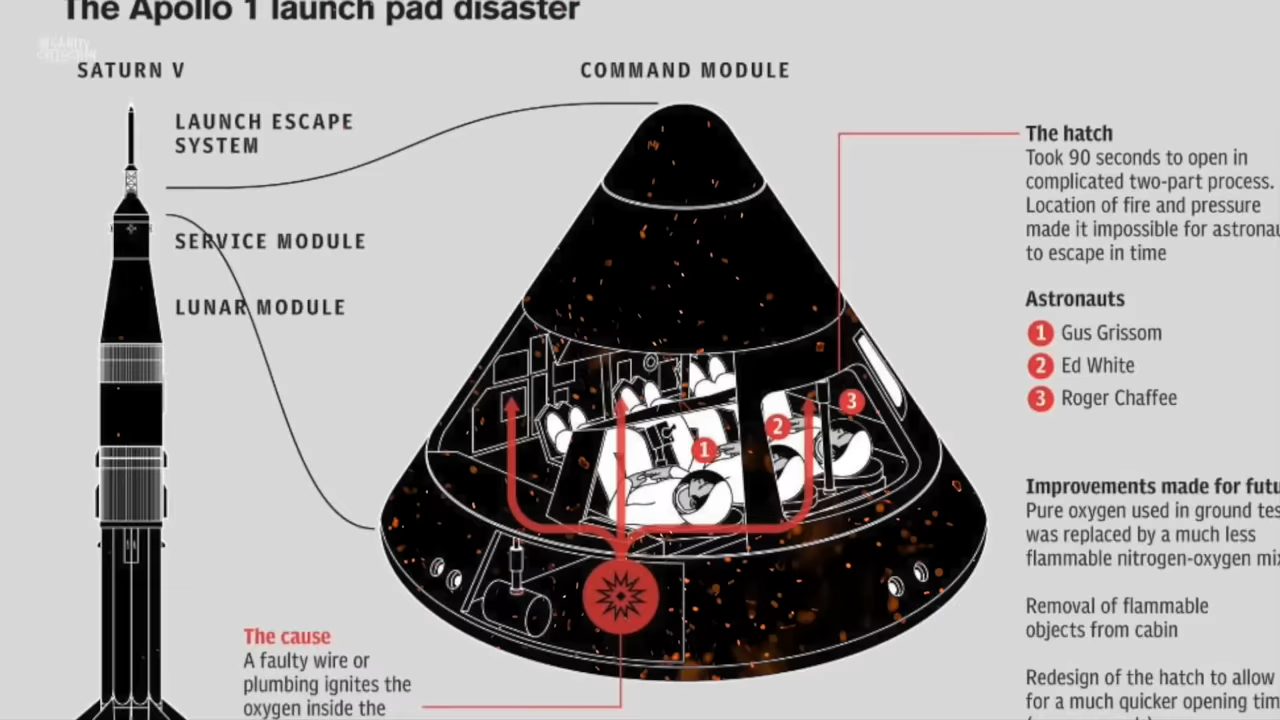 The Apollo 1 launch pad disaster
SATURN V
COMMAND MODULE
LAUNCH ESCAPE
SYSTEM
SERVICE MODULE
LUNAR MODULE
The hatch
Took 90 seconds to open in
complicated two-part process.
Location of fire and pressure
made it impossible for astronau
to escape in time
Astronauts
1 Gus Grissom
2 Ed White
3 Roger Chaffee
1
2
3
Improvements made for futu
Pure oxygen used in ground tes
was replaced by a much less
flammable nitrogen-oxygen mix
Removal of flammable
objects from cabin
Redesign of the hatch to allow
for a much quicker opening tim
The cause
A faulty wire or
plumbing ignites the
oxygen inside the